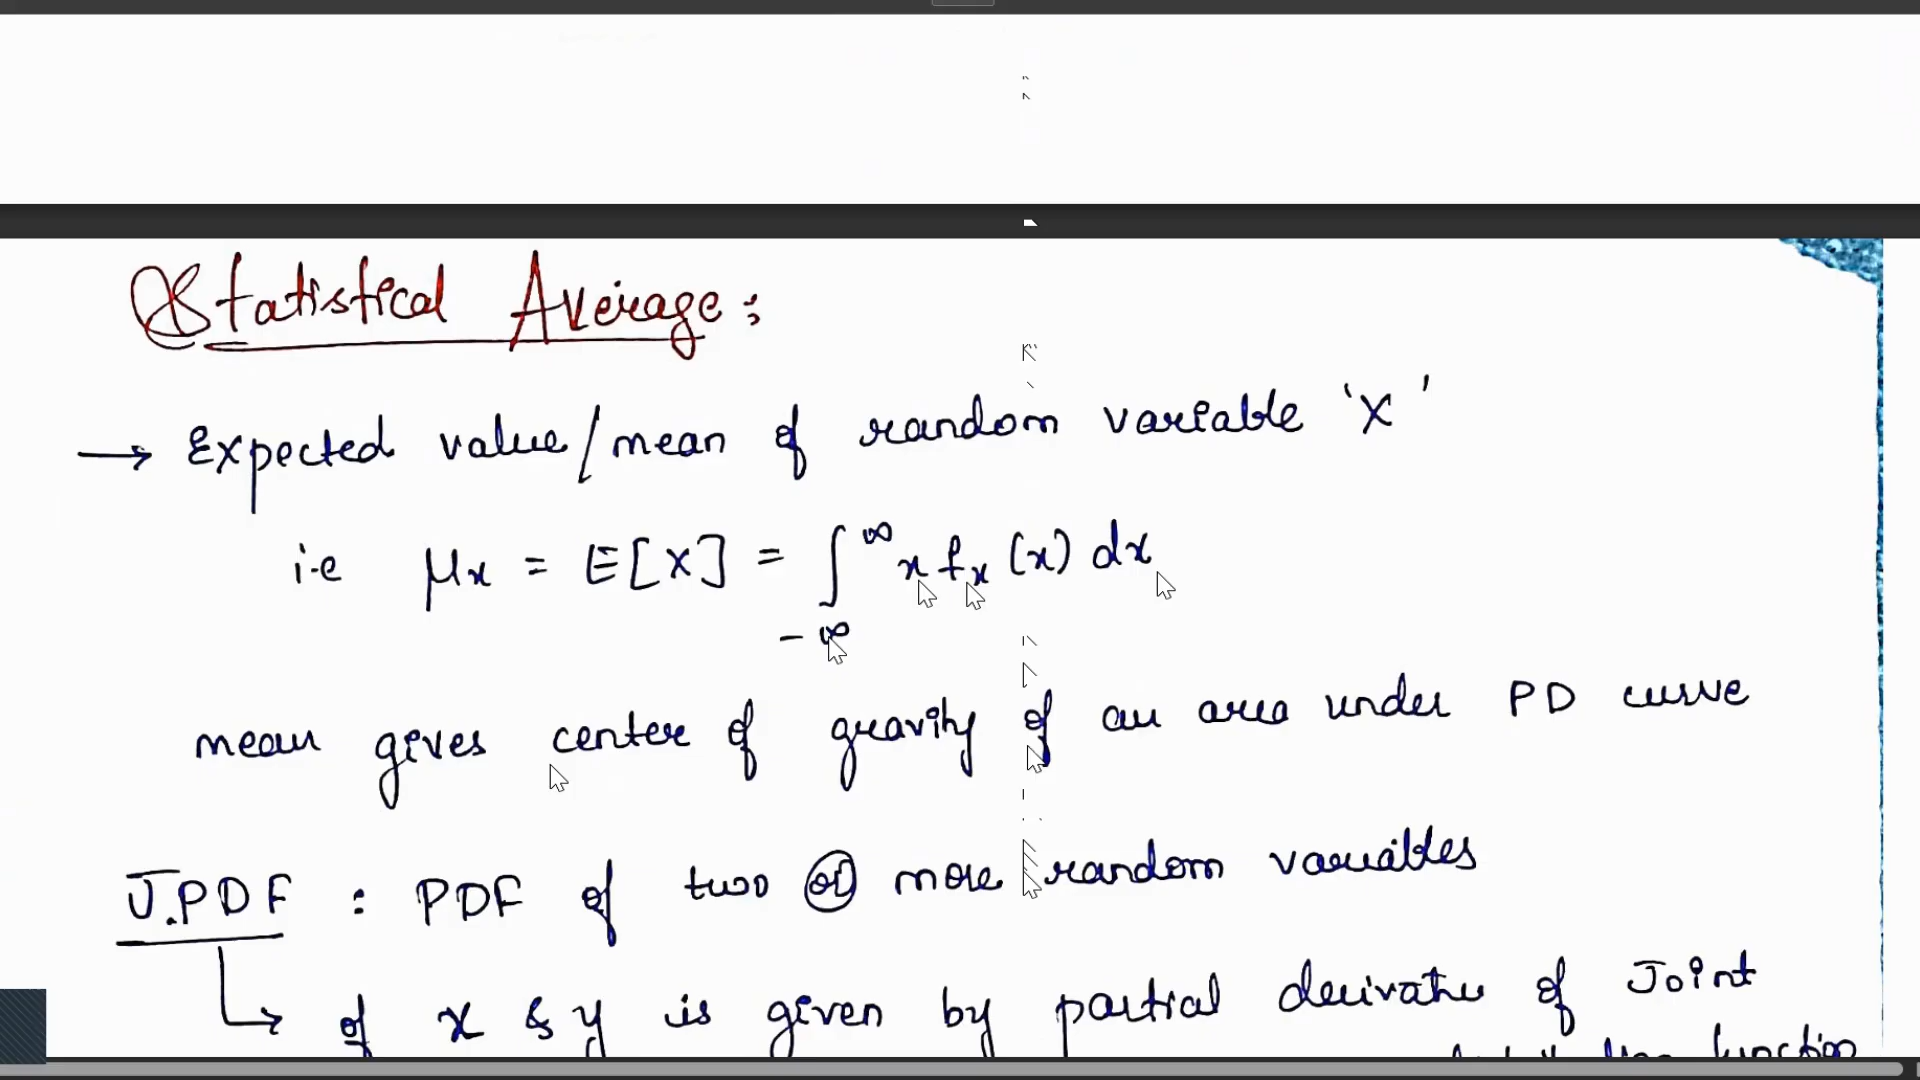 Statistical Average:
→ Expected value/mean of random variable 'X'
i.e μx = E[X] = ∫_{-∞}^{∞} x fx (x) dx
mean gives center of gravity of an area under PD curve
J.PDF : PDF of two or more random variables
↳ of x & y is given by partial derivative of Joint
function